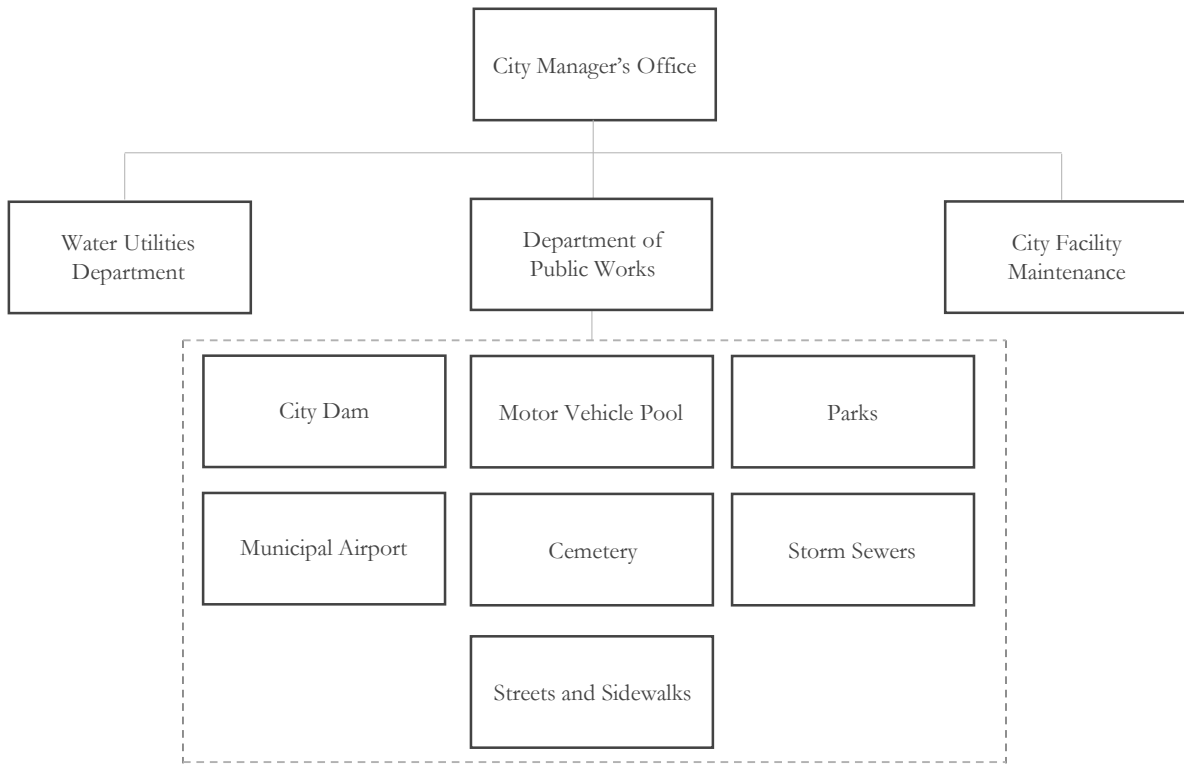 City Manager’s Office
Water Utilities
Department
Department of
Public Works
City Facility
Maintenance
City Dam
Motor Vehicle Pool
Parks
Municipal Airport
Cemetery
Storm Sewers
Streets and Sidewalks